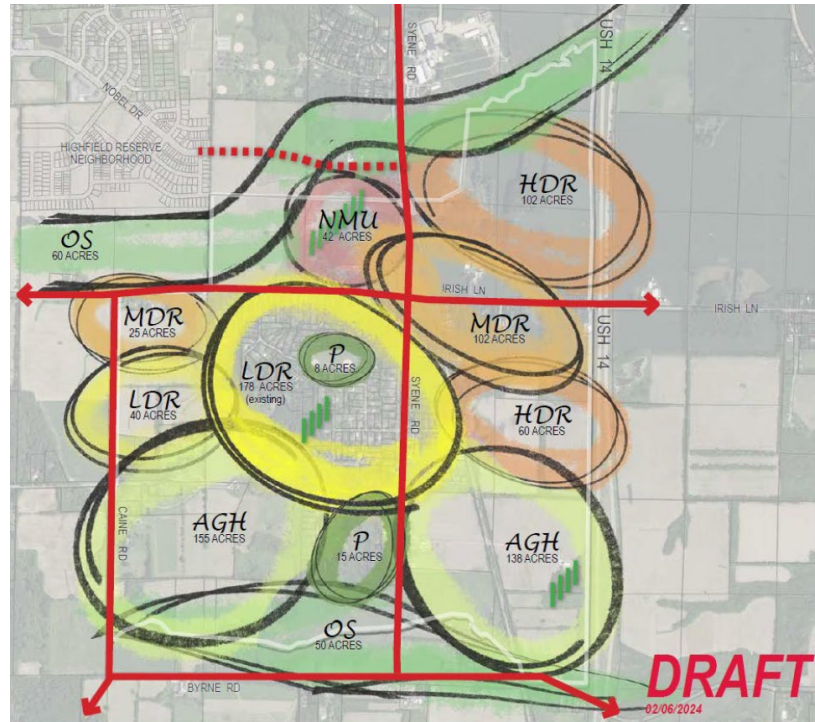 SYENE RD
USH 14
NOBEL DR
HIGHFIELD RESERVE
NEIGHBORHOOD
HDR
102 ACRES
NMU
42 ACRES
OS
60 ACRES
IRISH LN
IRISH LN
MDR
25 ACRES
MDR
102 ACRES
P
8 ACRES
LDR
178 ACRES
(existing)
LDR
40 ACRES
SYENE RD
USH 14
HDR
60 ACRES
CAINE RD
AGH
155 ACRES
P
15 ACRES
AGH
138 ACRES
OS
50 ACRES
BYRNE RD
DRAFT
02/06/2024